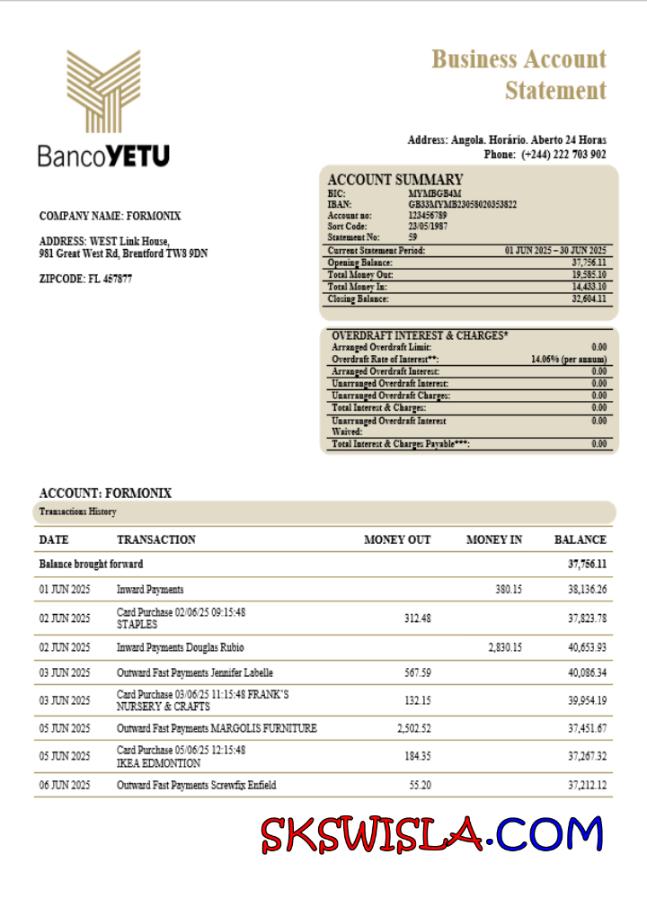 Business Account
Statement
BancoYETU
Address: Angola. Horário. Aberto 24 Horas
Phone: (+244) 222 703 902
COMPANY NAME: FORMONIX
ADDRESS: WEST Link House,
981 Great West Rd, Brentford TW8 9DN
ZIPCODE: FL 457877
ACCOUNT SUMMARY
BIC: MYMBGB4M
IBAN: GB33MYMB23058020353822
Account no: 123456789
Sort Code: 23/05/1987
Statement No: 59
Current Statement Period: 01 JUN 2025 – 30 JUN 2025
Opening Balance: 37,756.11
Total Money Out: 19,585.10
Total Money In: 14,433.10
Closing Balance: 32,604.11
OVERDRAFT INTEREST & CHARGES*
Arranged Overdraft Limit: 0.00
Overdraft Rate of Interest**: 14.06% (per annum)
Arranged Overdraft Interest: 0.00
Unarranged Overdraft Interest: 0.00
Unarranged Overdraft Charges: 0.00
Total Interest & Charges: 0.00
Unarranged Overdraft Interest 0.00
Waived:
Total Interest & Charges Payable***: 0.00
ACCOUNT: FORMONIX
Transactions History
DATE TRANSACTION MONEY OUT MONEY IN BALANCE
Balance brought forward 37,756.11
01 JUN 2025 Inward Payments 380.15 38,136.26
02 JUN 2025 Card Purchase 02/06/25 09:15:48 312.48 37,823.78
STAPLES
02 JUN 2025 Inward Payments Douglas Rubio 2,830.15 40,653.93
03 JUN 2025 Outward Fast Payments Jennifer Labelle 567.59 40,086.34
03 JUN 2025 Card Purchase 03/06/25 11:15:48 FRANK'S 132.15 39,954.19
NURSERY & CRAFTS
05 JUN 2025 Outward Fast Payments MARGOLIS FURNITURE 2,502.52 37,451.67
05 JUN 2025 Card Purchase 05/06/25 12:15:48 184.35 37,267.32
IKEA EDMONTION
06 JUN 2025 Outward Fast Payments Screwfix Enfield 55.20 37,212.12
SKSWISLA.COM